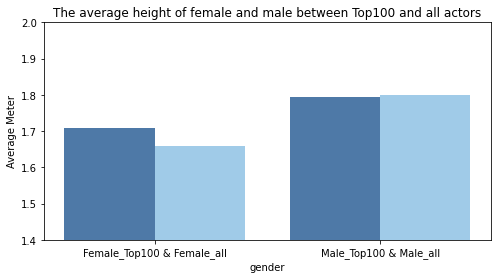 The average height of female and male between Top100 and all actors
2.0
1.9
1.8
1.7
1.6
1.5
1.4
Average Meter
Female_Top100 & Female_all
Male_Top100 & Male_all
gender